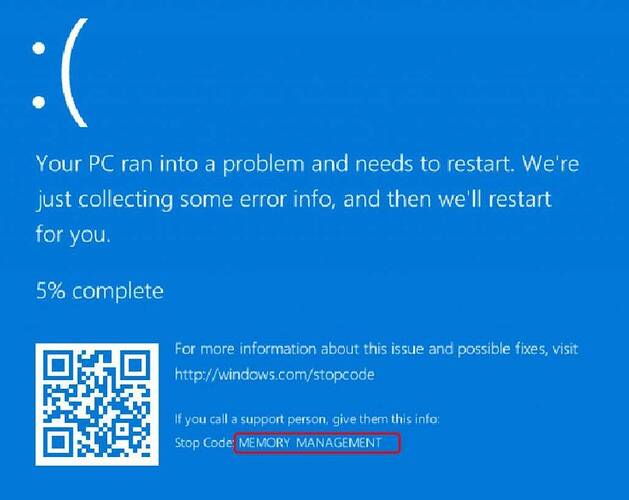 :(
Your PC ran into a problem and needs to restart. We're
just collecting some error info, and then we'll restart
for you.
5% complete
For more information about this issue and possible fixes, visit
http://windows.com/stopcode
If you call a support person, give them this info:
Stop Code: MEMORY MANAGEMENT